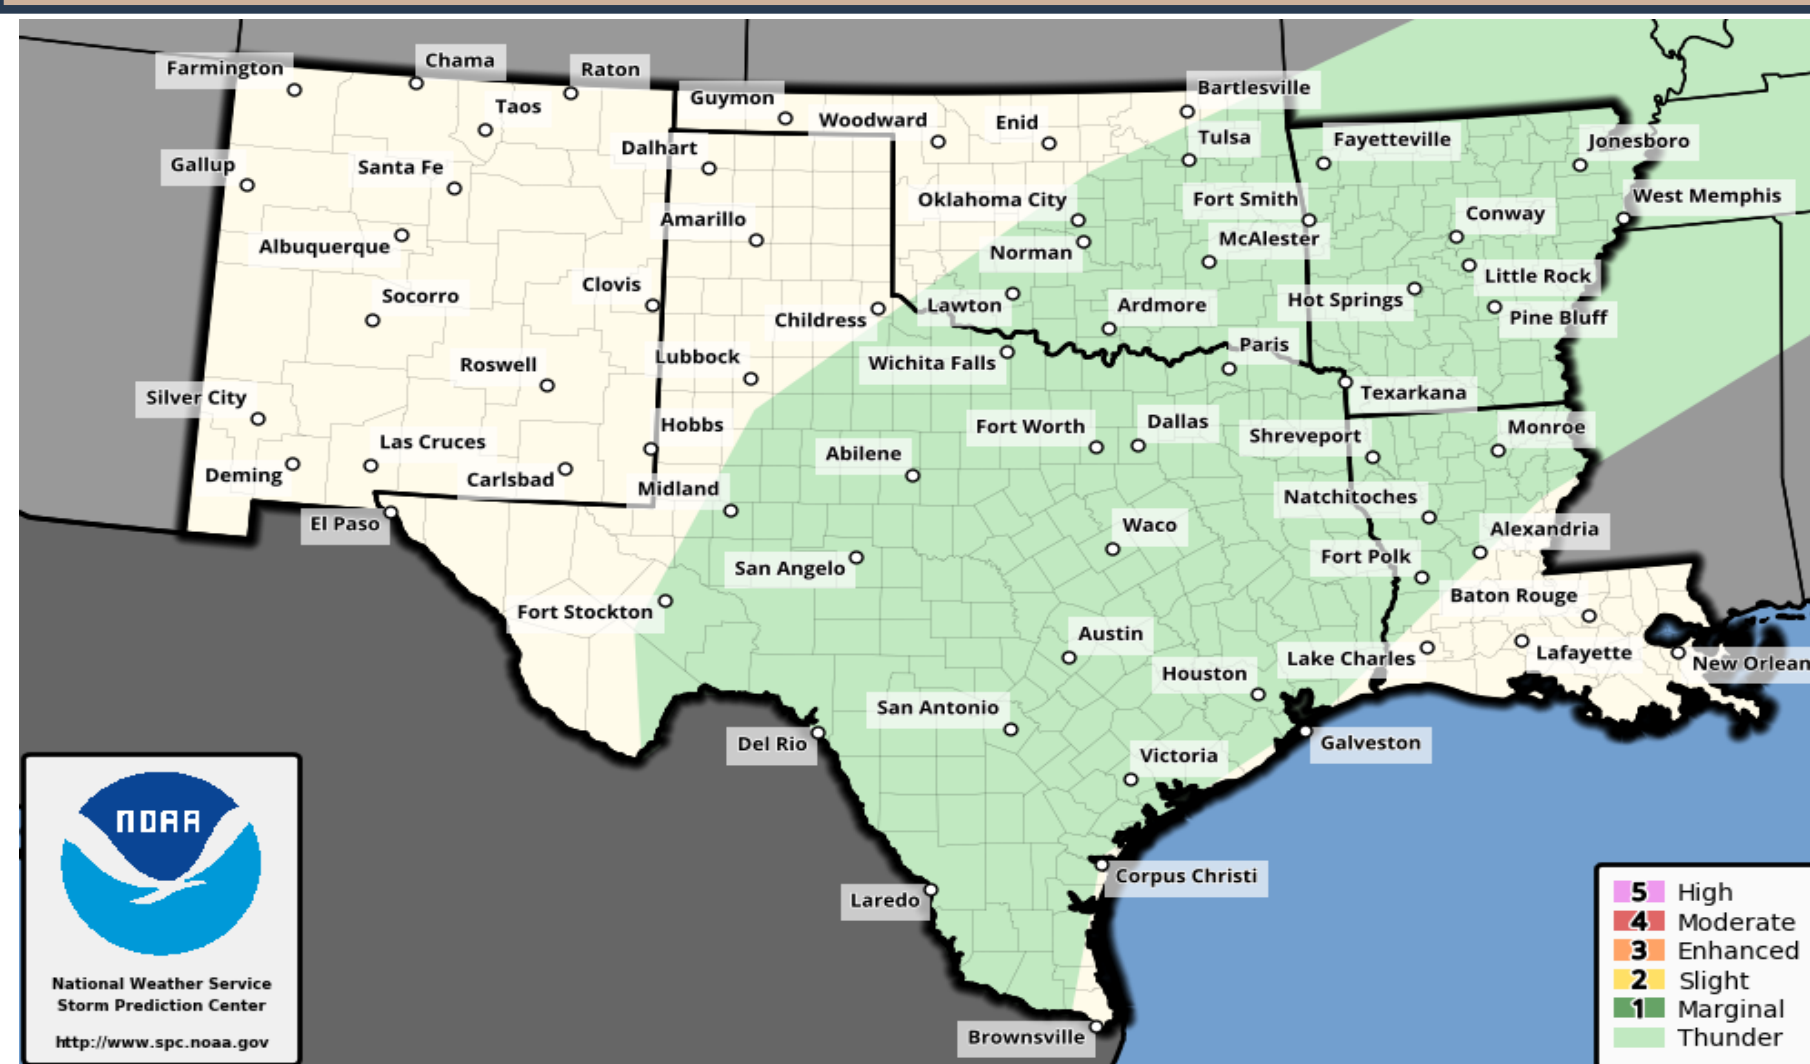 Farmington
Chama
Raton
Guymon
Bartlesville
Taos
Woodward
Enid
Tulsa
Fayetteville
Jonesboro
Dalhart
Gallup
Santa Fe
Oklahoma City
Fort Smith
West Memphis
Amarillo
Conway
Albuquerque
Norman
McAlester
Clovis
Little Rock
Socorro
Childress
Lawton
Ardmore
Hot Springs
Pine Bluff
Roswell
Lubbock
Wichita Falls
Paris
Silver City
Texarkana
Hobbs
Fort Worth
Dallas
Shreveport
Monroe
Las Cruces
Abilene
Deming
Carlsbad
Midland
Natchitoches
El Paso
Waco
Alexandria
San Angelo
Fort Polk
Fort Stockton
Baton Rouge
Austin
Lake Charles
Lafayette
New Orlean
Houston
San Antonio
Del Rio
Galveston
Victoria
Corpus Christi
Laredo
Brownsville
NOAA
National Weather Service
Storm Prediction Center
http://www.spc.noaa.gov
5 High
4 Moderate
3 Enhanced
2 Slight
1 Marginal
Thunder